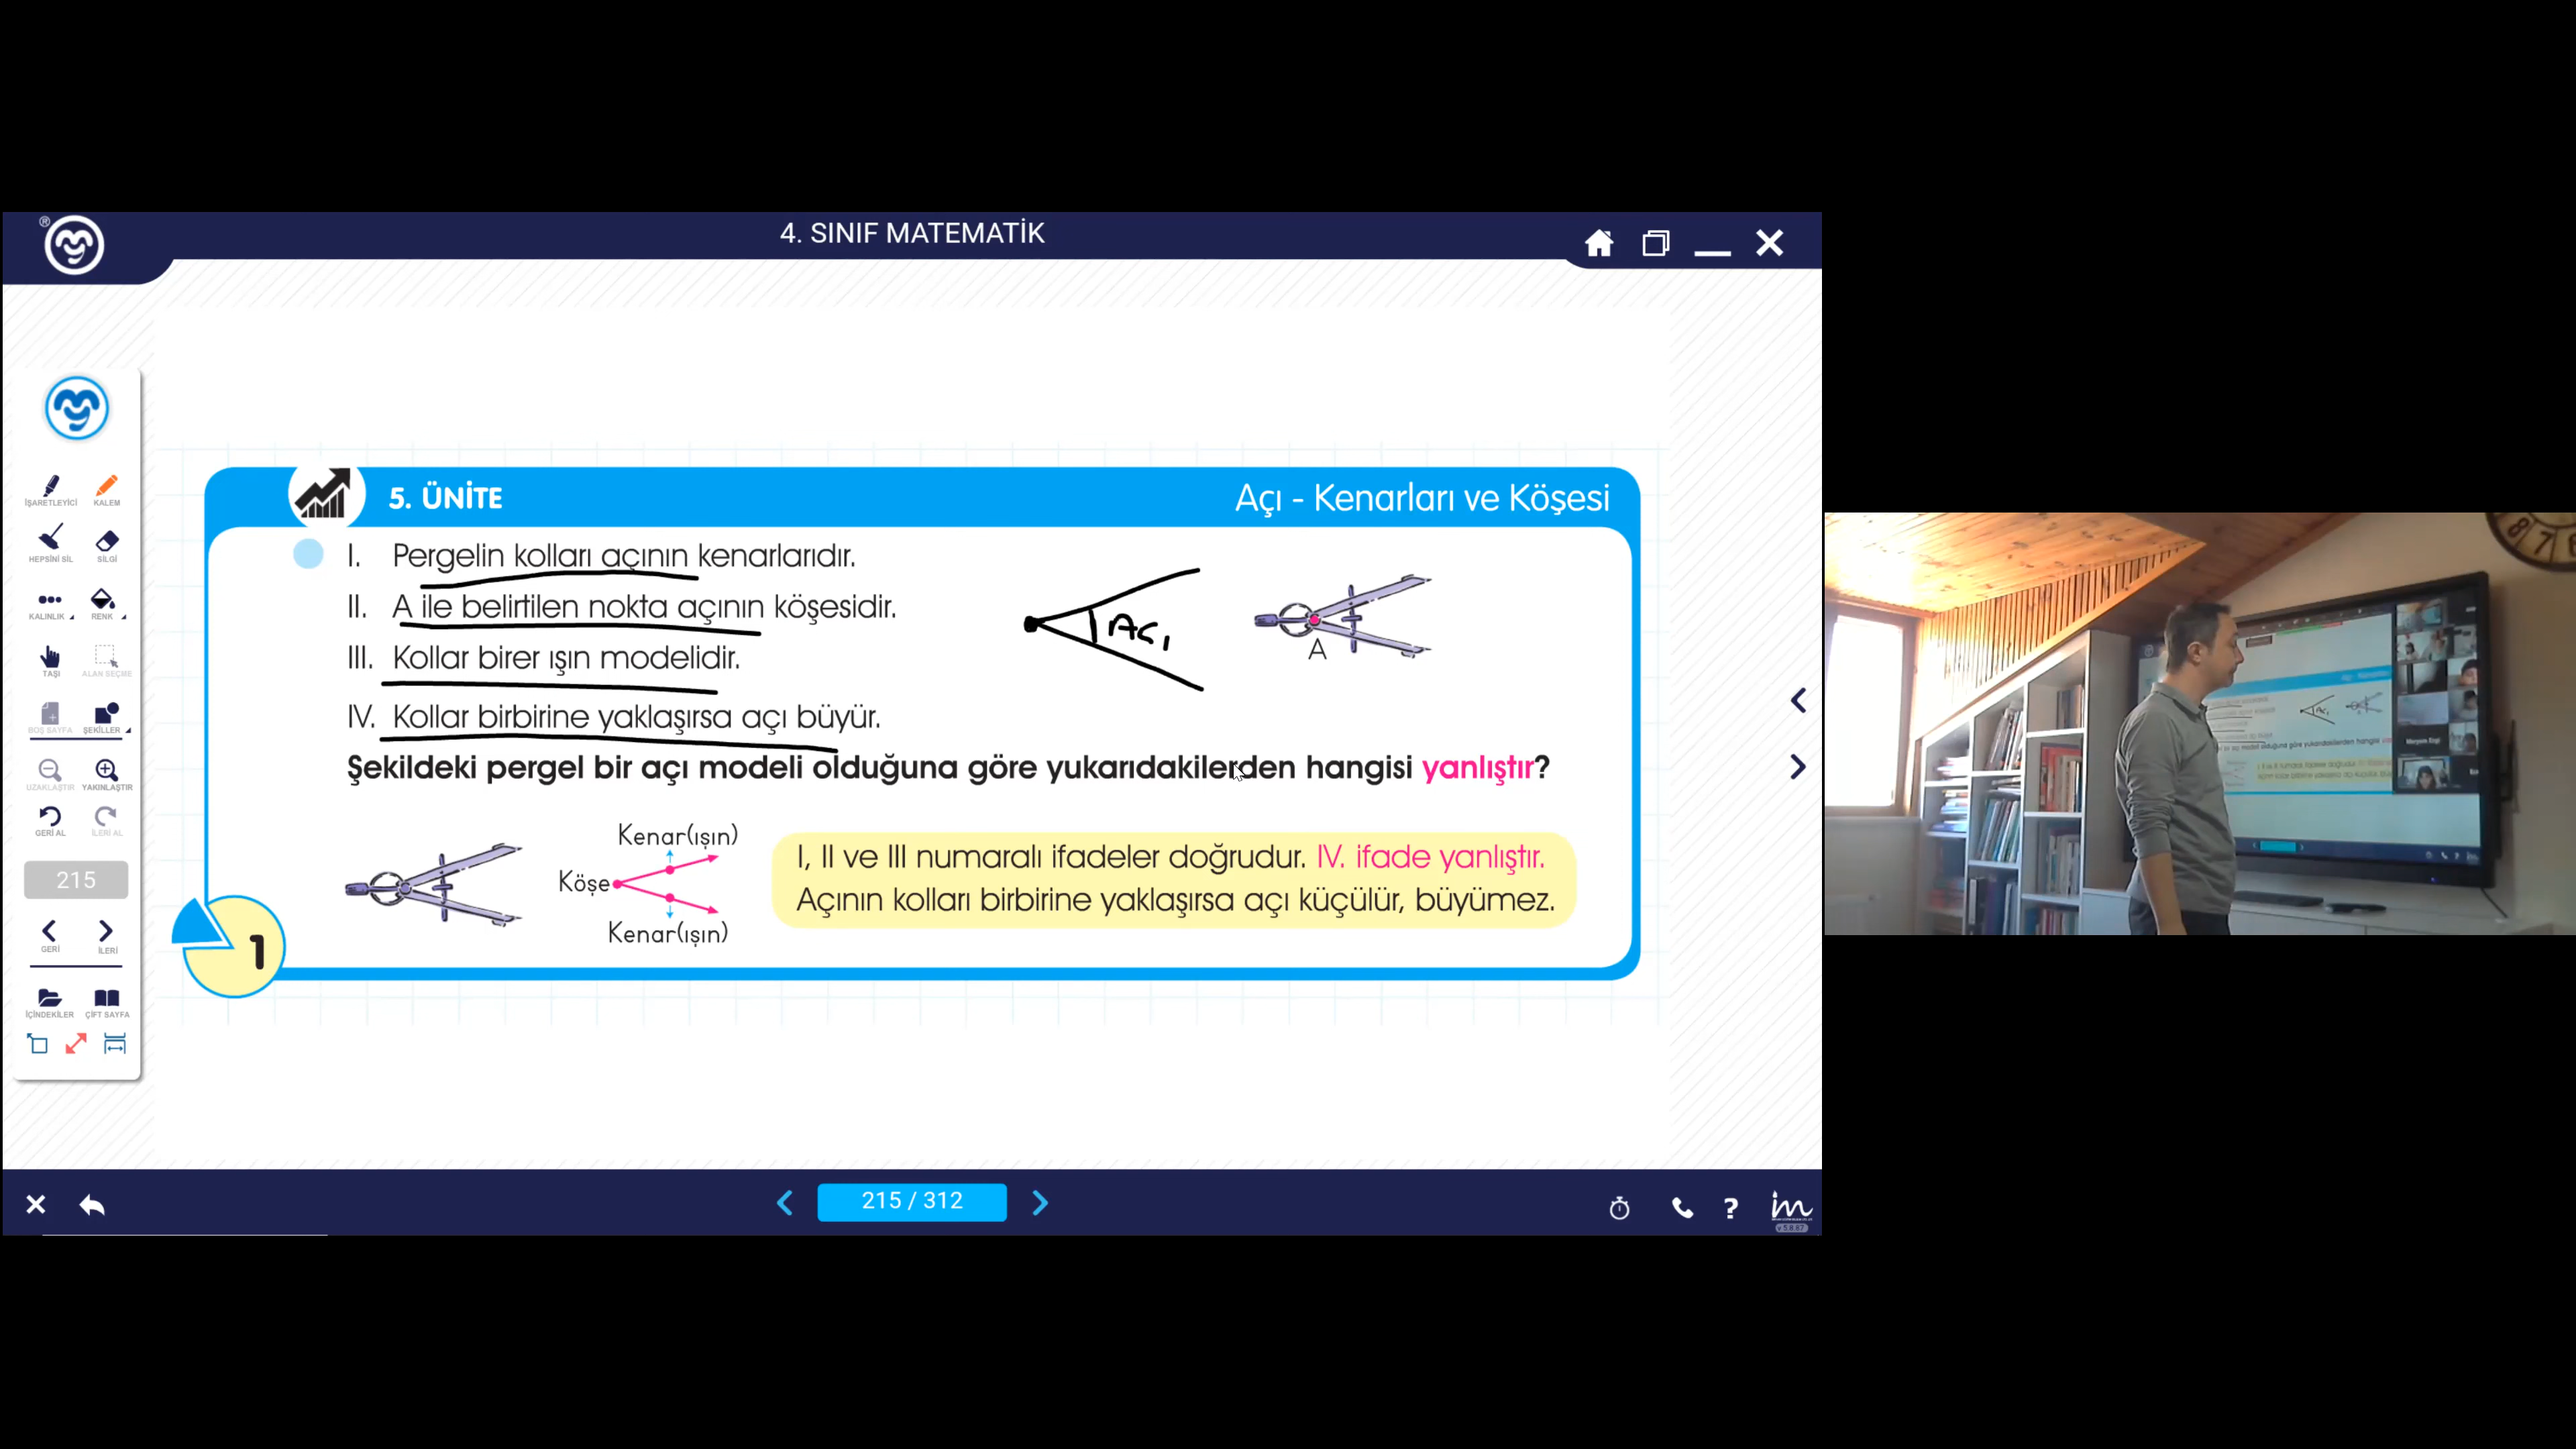 4. SINIF MATEMATİK
5. ÜNİTE
Açı - Kenarları ve Köşesi
I. Pergelin kolları açının kenarlarıdır.
II. A ile belirtilen nokta açının köşesidir.
III. Kollar birer ışın modelidir.
IV. Kollar birbirine yaklaşırsa açı büyür.
Açı
A
Şekildeki pergel bir açı modeli olduğuna göre yukarıdakilerden hangisi yanlıştır?
Kenar(ışın)
Köşe
Kenar(ışın)
I, II ve III numaralı ifadeler doğrudur. IV. ifade yanlıştır.
Açının kolları birbirine yaklaşırsa açı küçülür, büyümez.
1
İŞARETLEYİCİ KALEM
HEPSİNİ SİL SİLGİ
KALINLIK RENK
TAŞI ALAN SEÇME
BOŞ SAYFA ŞEKİLLER
UZAKLAŞTIR YAKINLAŞTIR
GERİ AL İLERİ AL
215
GERİ İLERİ
İÇİNDEKİLER ÇİFT SAYFA
215 / 312
?
8 7 6